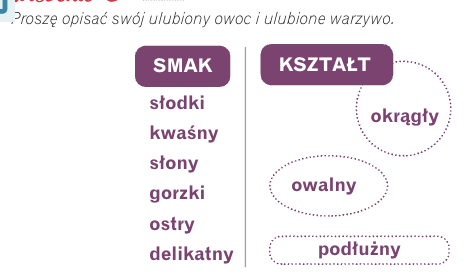 Proszę opisać swój ulubiony owoc i ulubione warzywo.
SMAK
słodki
kwaśny
słony
gorzki
ostry
delikatny
KSZTAŁT
okrągły
owalny
podłużny